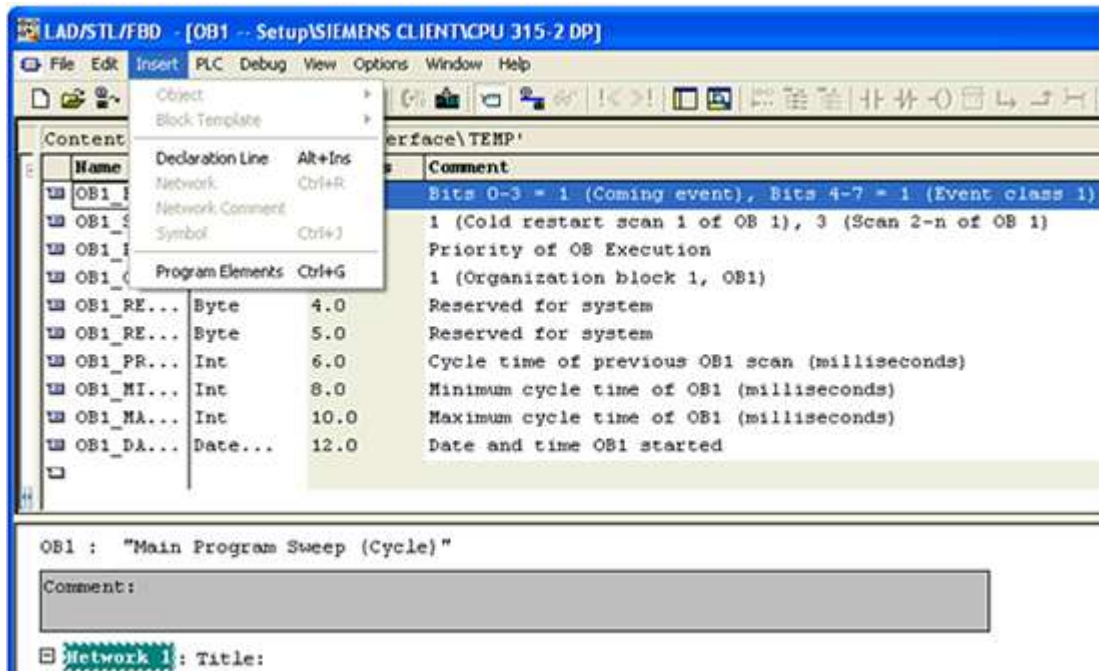 LAD/STL/FBD - [OB1 -- Setup\SIEMENS CLIENT\CPU 315-2 DP]
File Edit Insert PLC Debug View Options Window Help
Object
Block Template
Declaration Line Alt+Ins
Network Ctrl+R
Network Comment
Symbol Ctrl+J
Program Elements Ctrl+G
Content erface\TEMP'
Name Comment
OB1_ Bits 0-3 = 1 (Coming event), Bits 4-7 = 1 (Event class 1)
OB1_ 1 (Cold restart scan 1 of OB 1), 3 (Scan 2-n of OB 1)
OB1_ Priority of OB Execution
OB1_ 1 (Organization block 1, OB1)
OB1_RE... Byte 4.0 Reserved for system
OB1_RE... Byte 5.0 Reserved for system
OB1_PR... Int 6.0 Cycle time of previous OB1 scan (milliseconds)
OB1_MI... Int 8.0 Minimum cycle time of OB1 (milliseconds)
OB1_MA... Int 10.0 Maximum cycle time of OB1 (milliseconds)
OB1_DA... Date... 12.0 Date and time OB1 started
OB1 : "Main Program Sweep (Cycle)"
Comment:
Network 1 : Title: